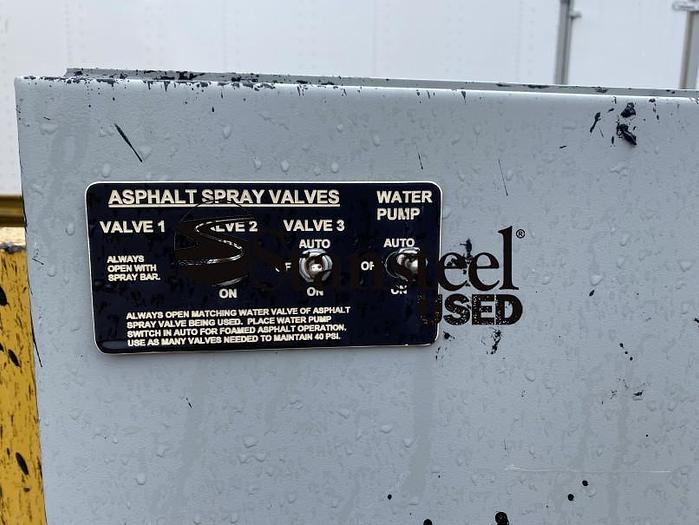 ASPHALT SPRAY VALVES
WATER
PUMP
VALVE 1 VALVE 2 VALVE 3
ALWAYS
OPEN WITH
SPRAY BAR.
ON
AUTO
ON
AUTO
ON
ALWAYS OPEN MATCHING WATER VALVE OF ASPHALT
SPRAY VALVE BEING USED. PLACE WATER PUMP
SWITCH IN AUTO FOR FOAMED ASPHALT OPERATION.
USE AS MANY VALVES NEEDED TO MAINTAIN 40 PSI.
Stansteel®
USED